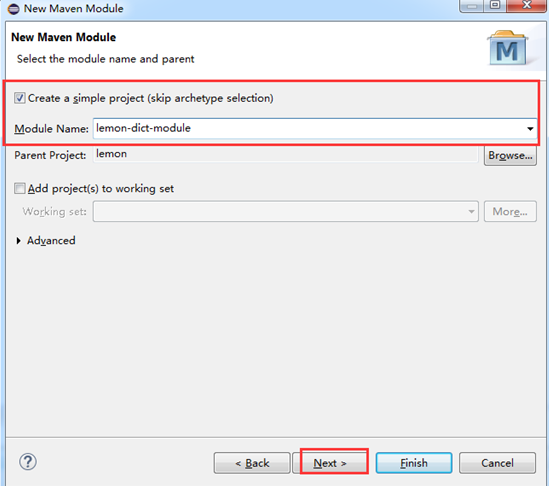 New Maven Module
New Maven Module
Select the module name and parent
M
Create a simple project (skip archetype selection)
Module Name: lemon-dict-module
Parent Project: lemon Browse...
Add project(s) to working set
Working set: More...
Advanced
? < Back Next > Finish Cancel